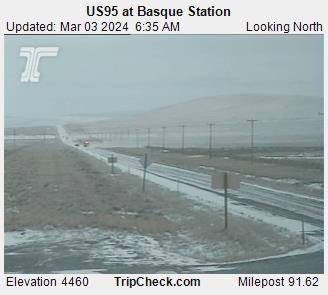 US95 at Basque Station
Updated: Mar 03 2024 6:35 AM Looking North
Elevation 4460 TripCheck.com Milepost 91.62